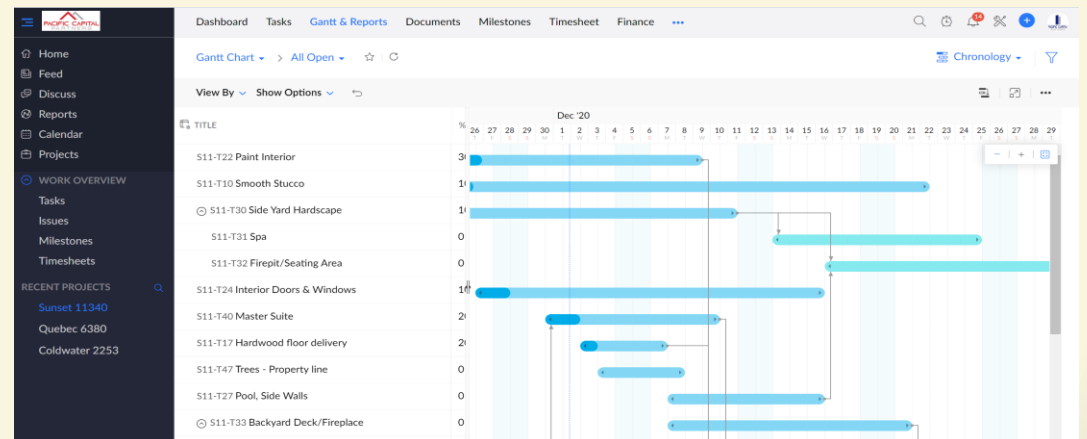 PACIFIC CAPITAL
Dashboard Tasks Gantt & Reports Documents Milestones Timesheet Finance
14
Home
Feed
Discuss
Reports
Calendar
Projects
WORK OVERVIEW
Tasks
Issues
Milestones
Timesheets
RECENT PROJECTS
Sunset 11340
Quebec 6380
Coldwater 2253
Gantt Chart > All Open
Chronology
View By Show Options
TITLE %
Dec '20
26 27 28 29 30 1 2 3 4 5 6 7 8 9 10 11 12 13 14 15 16 17 18 19 20 21 22 23 24 25 26 27 28 29
S11-T22 Paint Interior
S11-T10 Smooth Stucco
S11-T30 Side Yard Hardscape
S11-T31 Spa 0
S11-T32 Firepit/Seating Area 0
S11-T24 Interior Doors & Windows
S11-T40 Master Suite
S11-T17 Hardwood floor delivery
S11-T47 Trees - Property line 0
S11-T27 Pool, Side Walls 0
S11-T33 Backyard Deck/Fireplace 0